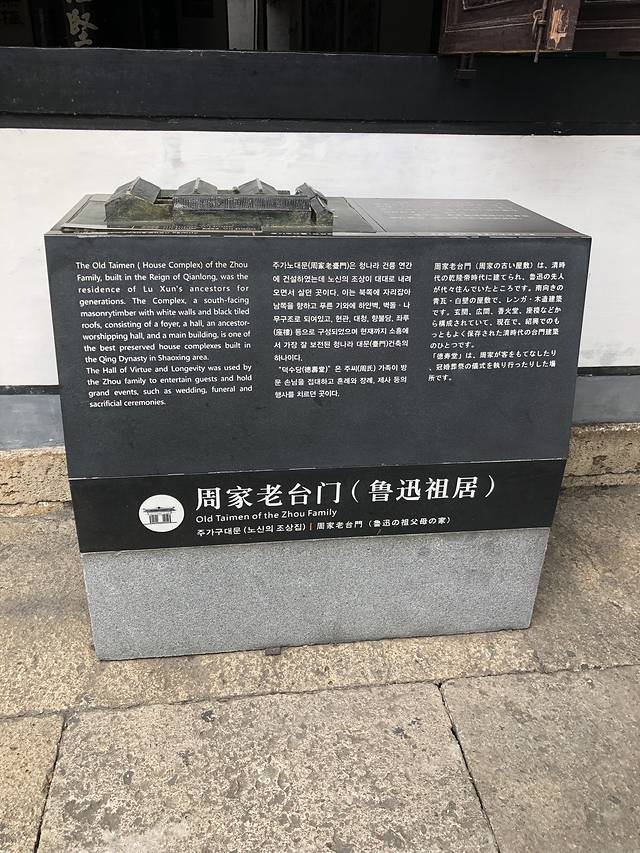 The Old Taimen ( House Complex) of the Zhou
Family, built in the Reign of Qianlong, was the
residence of Lu Xun's ancestors for
generations. The Complex, a south-facing
masonrytimber with white walls and black tiled
roofs, consisting of a foyer, a hall, an ancestor-
worshipping hall, and a main building, is one of
the best preserved house complexes built in
the Qing Dynasty in Shaoxing area.
The Hall of Virtue and Longevity was used by
the Zhou family to entertain guests and hold
grand events, such as wedding, funeral and
sacrificial ceremonies.
주가노대문(周家老臺門)은 청나라 건륭 연간
에 건설하였는데 노신의 조상이 대대로 내려
오면서 살던 곳이다. 이는 북쪽에 자리잡아
남쪽을 향하고 푸른 기와에 하얀벽, 벽돌 · 나
무구조로 되어있고, 현관, 대청, 향불당, 좌루
(座樓) 등으로 구성되었으며 현재까지 소흥에
서 가장 잘 보전된 청나라 대문(臺門)건축의
하나이다.
"덕수당(德壽堂)" 은 주씨(周氏) 가족이 방
문 손님을 접대하고 혼례와 장례, 제사 등의
행사를 치르던 곳이다.
周家老台門（周家の古い屋敷）は、清時
代の乾隆帝時代に建てられ、魯迅の先人
が代々住んでいたところです。南向きの
青瓦・白壁の屋敷で、レンガ・木造建築
です。玄関、広間、香火堂、座楼などか
ら構成されていて、現在で、紹興でのも
っともよく保存された清時代の台門建築
のひとつです。
「徳寿堂」は、周家が客をもてなしたり
、冠婚葬祭の儀式を執り行ったりした場
所です。
周家老台门（鲁迅祖居）
Old Taimen of the Zhou Family
주가구대문 (노신의 조상집) | 周家老台門（魯迅の祖父母の家）